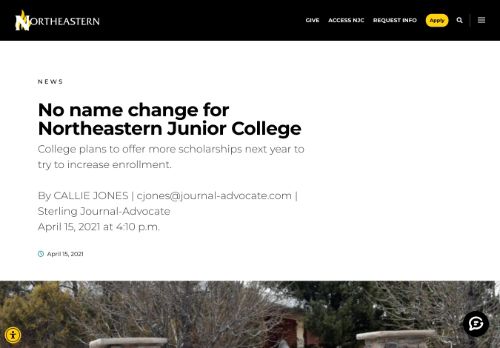 NORTHEASTERN
GIVE ACCESS NJC REQUEST INFO Apply
NEWS
No name change for
Northeastern Junior College
College plans to offer more scholarships next year to
try to increase enrollment.
By CALLIE JONES | cjones@journal-advocate.com |
Sterling Journal-Advocate
April 15, 2021 at 4:10 p.m.
April 15, 2021